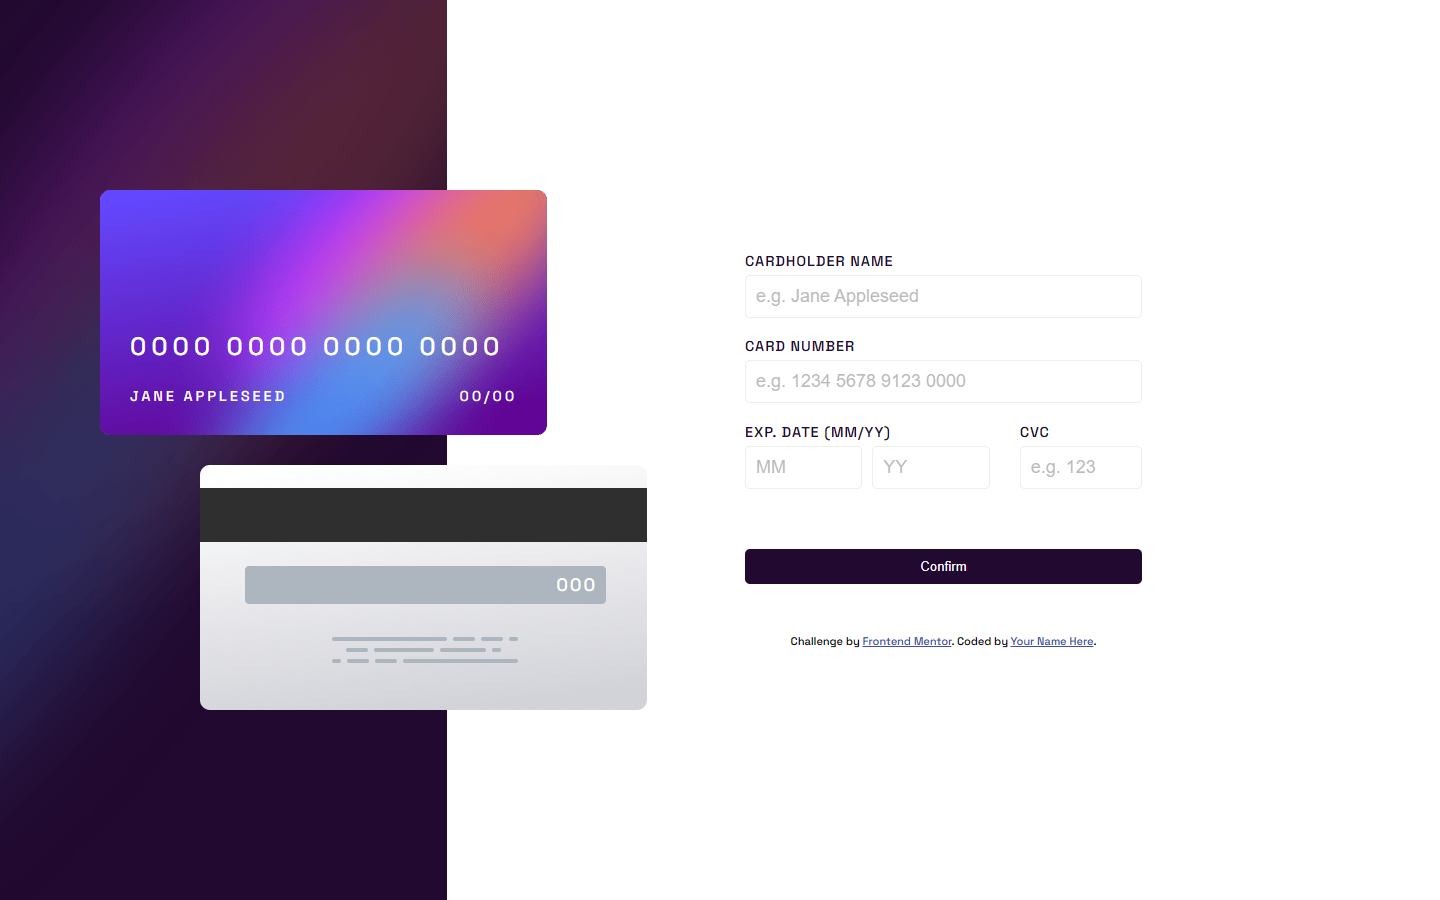 0000 0000 0000 0000
JANE APPLESEED 00/00
000
CARDHOLDER NAME
e.g. Jane Appleseed
CARD NUMBER
e.g. 1234 5678 9123 0000
EXP. DATE (MM/YY) CVC
MM YY e.g. 123
Confirm
Challenge by Frontend Mentor. Coded by Your Name Here.